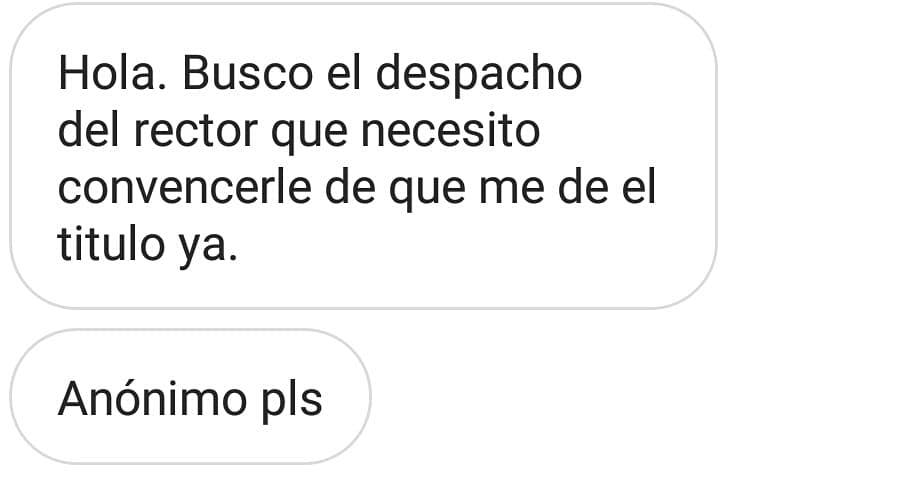 Hola. Busco el despacho
del rector que necesito
convencerle de que me de el
titulo ya.
Anónimo pls